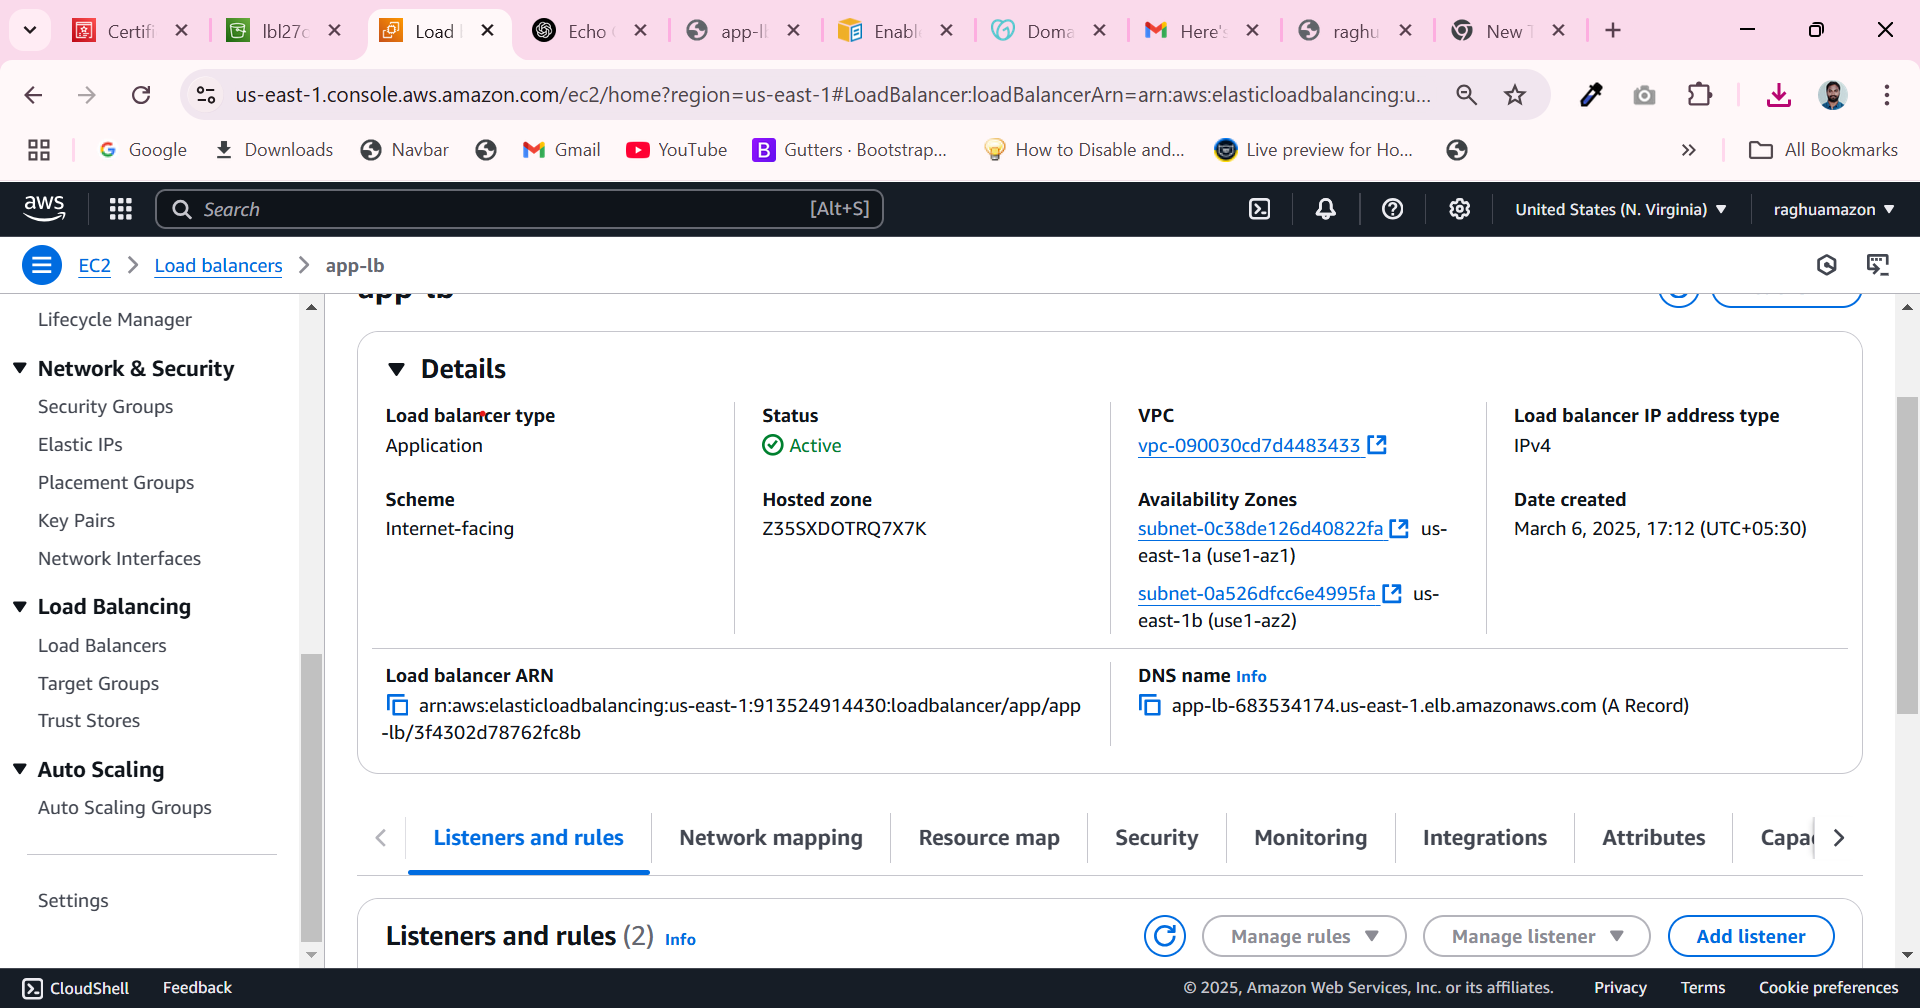 Certifi
lbl27c
Load
Echo
app-l
Enabl
Doma
Here's
raghu
New T
us-east-1.console.aws.amazon.com/ec2/home?region=us-east-1#LoadBalancer:loadBalancerArn=arn:aws:elasticloadbalancing:u...
Google
Downloads
Navbar
Gmail
YouTube
Gutters · Bootstrap...
How to Disable and...
Live preview for Ho...
All Bookmarks
aws
Search [Alt+S]
United States (N. Virginia)
raghuamazon
EC2
Load balancers
app-lb
Lifecycle Manager
Network & Security
Security Groups
Elastic IPs
Placement Groups
Key Pairs
Network Interfaces
Load Balancing
Load Balancers
Target Groups
Trust Stores
Auto Scaling
Auto Scaling Groups
Settings
app-lb
Details
Load balancer type
Application
Status
Active
VPC
vpc-090030cd7d4483433
Load balancer IP address type
IPv4
Scheme
Internet-facing
Hosted zone
Z35SXDOTRQ7X7K
Availability Zones
subnet-0c38de126d40822fa us-
east-1a (use1-az1)
subnet-0a526dfcc6e4995fa us-
east-1b (use1-az2)
Date created
March 6, 2025, 17:12 (UTC+05:30)
Load balancer ARN
arn:aws:elasticloadbalancing:us-east-1:913524914430:loadbalancer/app/app
-lb/3f4302d78762fc8b
DNS name Info
app-lb-683534174.us-east-1.elb.amazonaws.com (A Record)
Listeners and rules
Network mapping
Resource map
Security
Monitoring
Integrations
Attributes
Capac
Listeners and rules (2) Info
Manage rules
Manage listener
Add listener
CloudShell
Feedback
© 2025, Amazon Web Services, Inc. or its affiliates.
Privacy
Terms
Cookie preferences